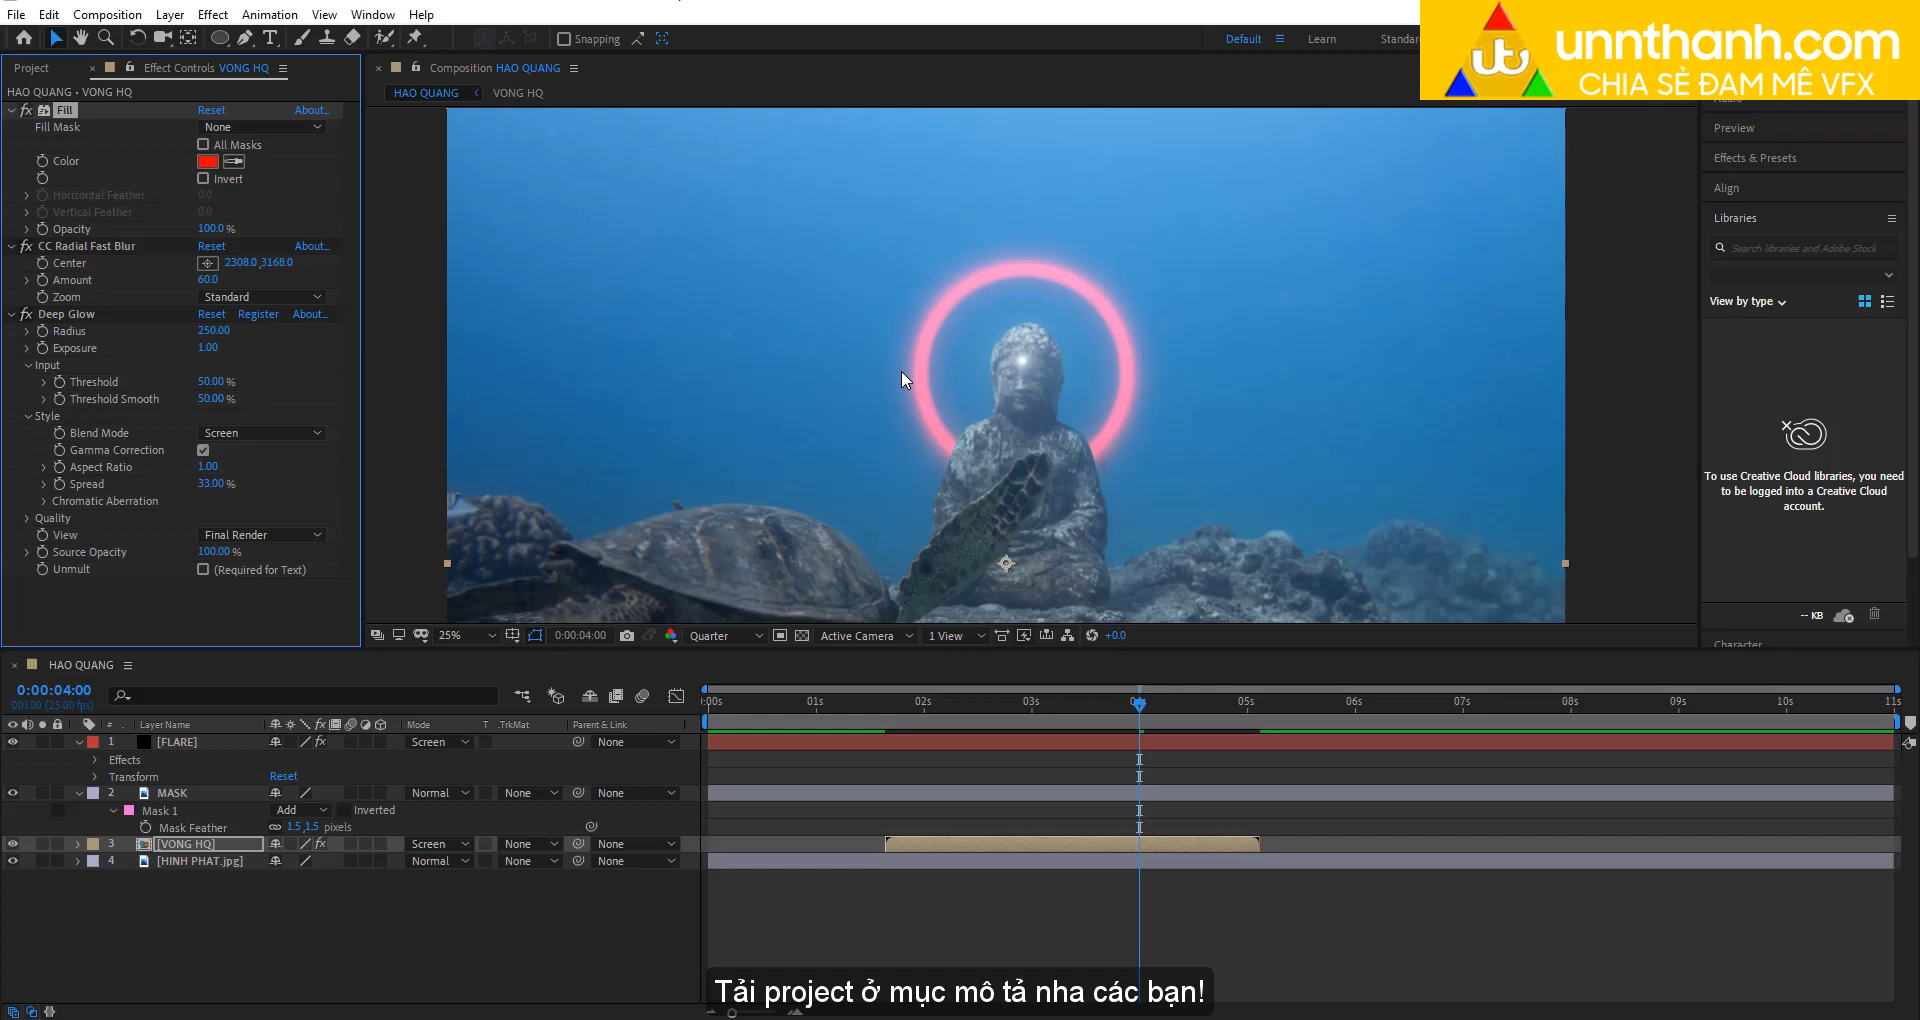 File Edit Composition Layer Effect Animation View Window Help
Snapping Default Learn Standar
unnthanh.com
CHIA SẺ ĐAM MÊ VFX
Project Effect Controls VONG HQ
Composition HAO QUANG
HAO QUANG • VONG HQ
HAO QUANG VONG HQ
fx Fill Reset About...
Fill Mask None
All Masks
Color
Invert
Horizontal Feather 0.0
Vertical Feather 0.0
Opacity 100.0 %
fx CC Radial Fast Blur Reset About...
Center 2308.0,3168.0
Amount 60.0
Zoom Standard
fx Deep Glow Reset Register About...
Radius 250.00
Exposure 1.00
Input
Threshold 50.00 %
Threshold Smooth 50.00 %
Style
Blend Mode Screen
Gamma Correction
Aspect Ratio 1.00
Spread 33.00 %
Chromatic Aberration
Quality
View Final Render
Source Opacity 100.00 %
Unmult (Required for Text)
Preview
Effects & Presets
Align
Libraries
Search libraries and Adobe Stock
View by type
To use Creative Cloud libraries, you need
to be logged into a Creative Cloud
account.
-- KB
25% 0:00:04:00 Quarter Active Camera 1 View +0.0
HAO QUANG
0:00:04:00
00100 (25.00 fps)
:00s 01s 02s 03s 04s 05s 06s 07s 08s 09s 10s 11s
# Layer Name fx Mode T .TrkMat Parent & Link
1 [FLARE] fx Screen None
Effects
Transform Reset
2 MASK Normal None None
Mask 1 Add Inverted
Mask Feather 1.5,1.5 pixels
3 [VONG HQ] fx Screen None None
4 [HINH PHAT.jpg] Normal None None
Tải project ở mục mô tả nha các bạn!